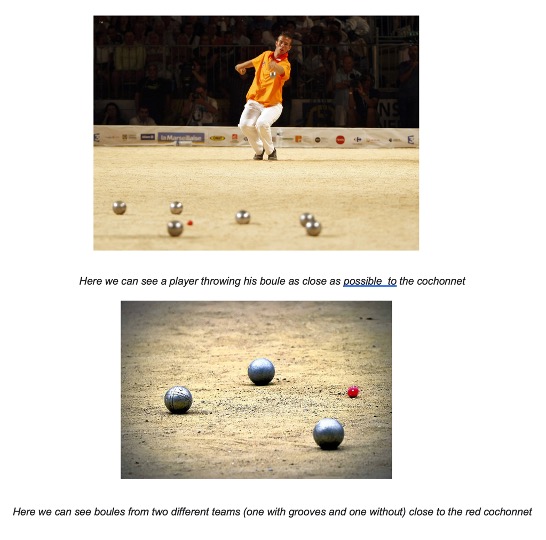 la Marseillaise
Here we can see a player throwing his boule as close as possible  to the cochonnet
Here we can see boules from two different teams (one with grooves and one without) close to the red cochonnet